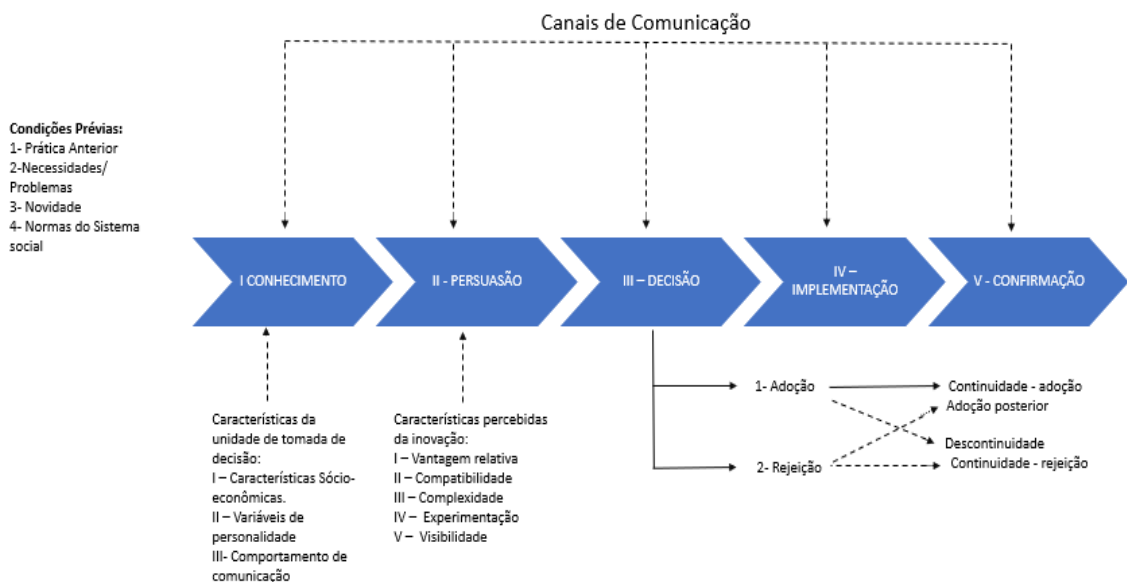 Canais de Comunicação
Condições Prévias:
1- Prática Anterior
2-Necessidades/
Problemas
3- Novidade
4- Normas do Sistema
social
I CONHECIMENTO
II - PERSUASÃO
III – DECISÃO
IV –
IMPLEMENTAÇÃO
V - CONFIRMAÇÃO
Características da
unidade de tomada de
decisão:
I – Características Sócio-
econômicas.
II – Variáveis de
personalidade
III- Comportamento de
comunicação
Características percebidas
da inovação:
I – Vantagem relativa
II – Compatibilidade
III – Complexidade
IV – Experimentação
V – Visibilidade
1- Adoção
2- Rejeição
Continuidade - adoção
Adoção posterior
Descontinuidade
Continuidade - rejeição